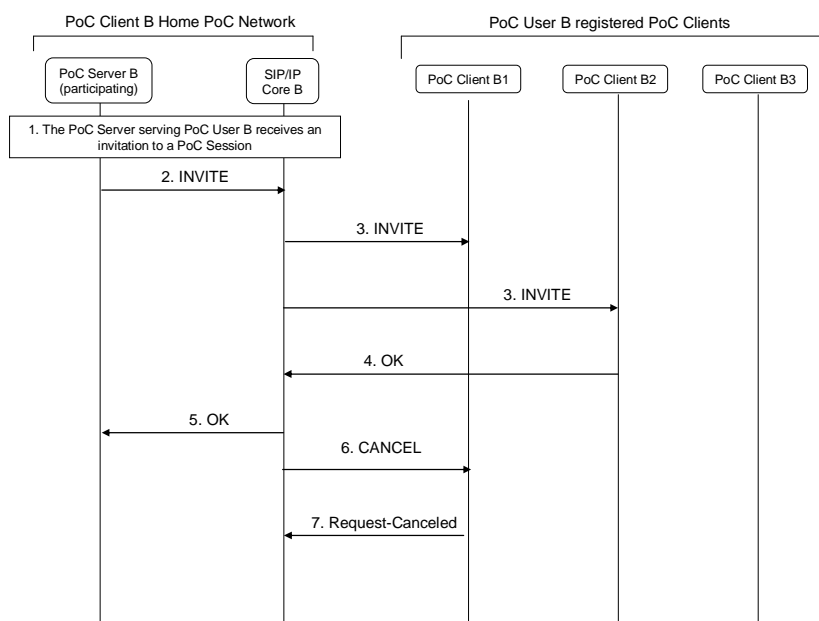 PoC Client B Home PoC Network
PoC User B registered PoC Clients
PoC Server B
(participating)
SIP/IP
Core B
PoC Client B1
PoC Client B2
PoC Client B3
1. The PoC Server serving PoC User B receives an
invitation to a PoC Session
2. INVITE
3. INVITE
3. INVITE
4. OK
5. OK
6. CANCEL
7. Request-Canceled